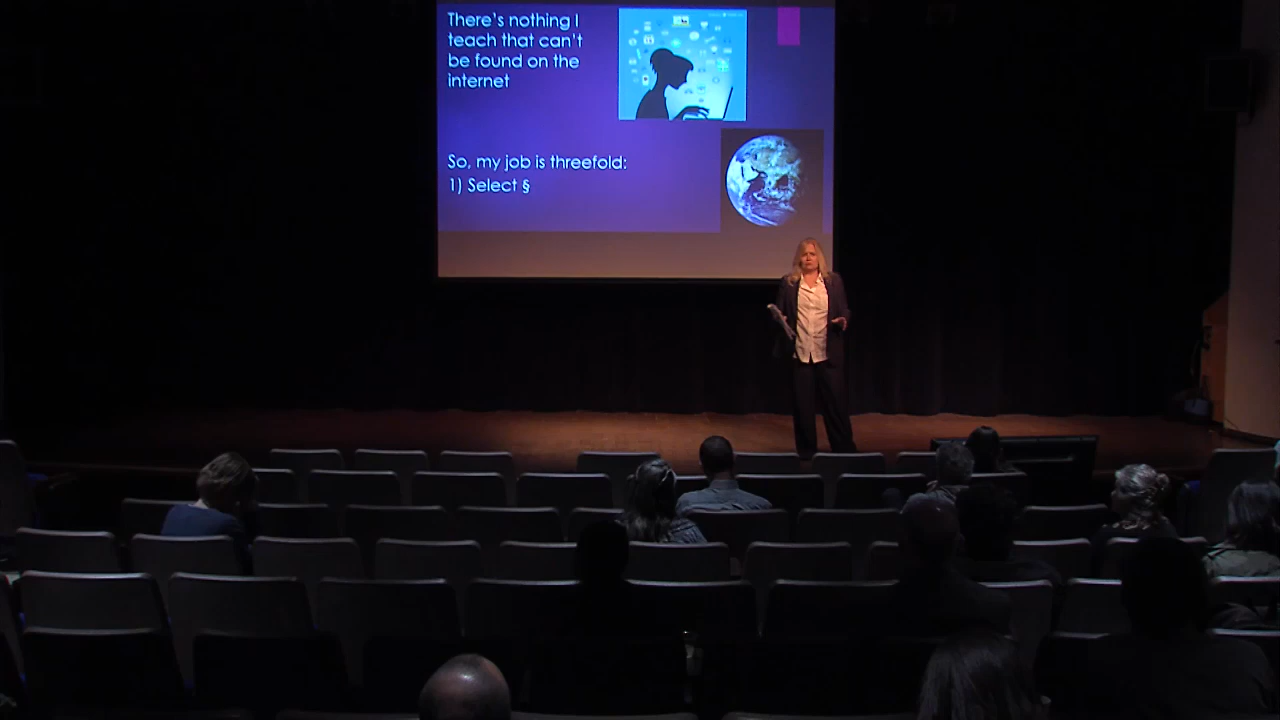 There's nothing I
teach that can't
be found on the
internet
So, my job is threefold:
1) Select §